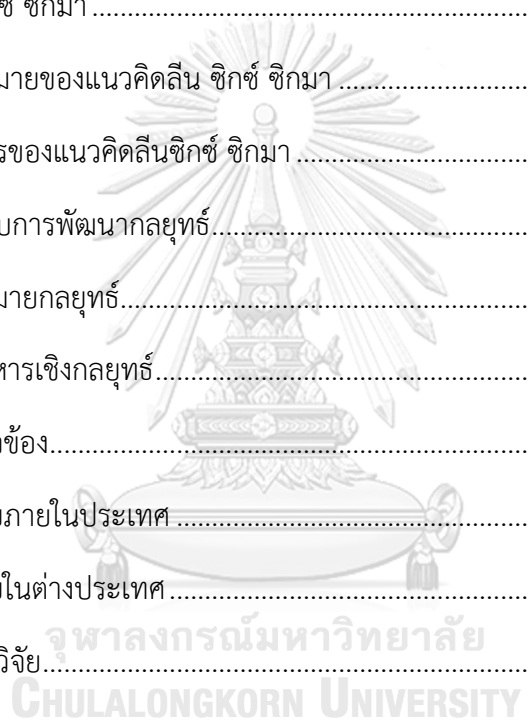 ซิกซ์ ซิกมา ................................................
มายของแนวคิดลีน ซิกซ์ ซิกมา ................................
รของแนวคิดลีนซิกซ์ ซิกมา ................................
บการพัฒนากลยุทธ์................................................
มายกลยุทธ์................................................
หารเชิงกลยุทธ์................................................
ข้อง................................................
ภายในประเทศ ................................................
ในต่างประเทศ ................................................
จุฬาลงกรณ์มหาวิทยาลัย
วิจัย................................................
CHULALONGKORN UNIVERSITY